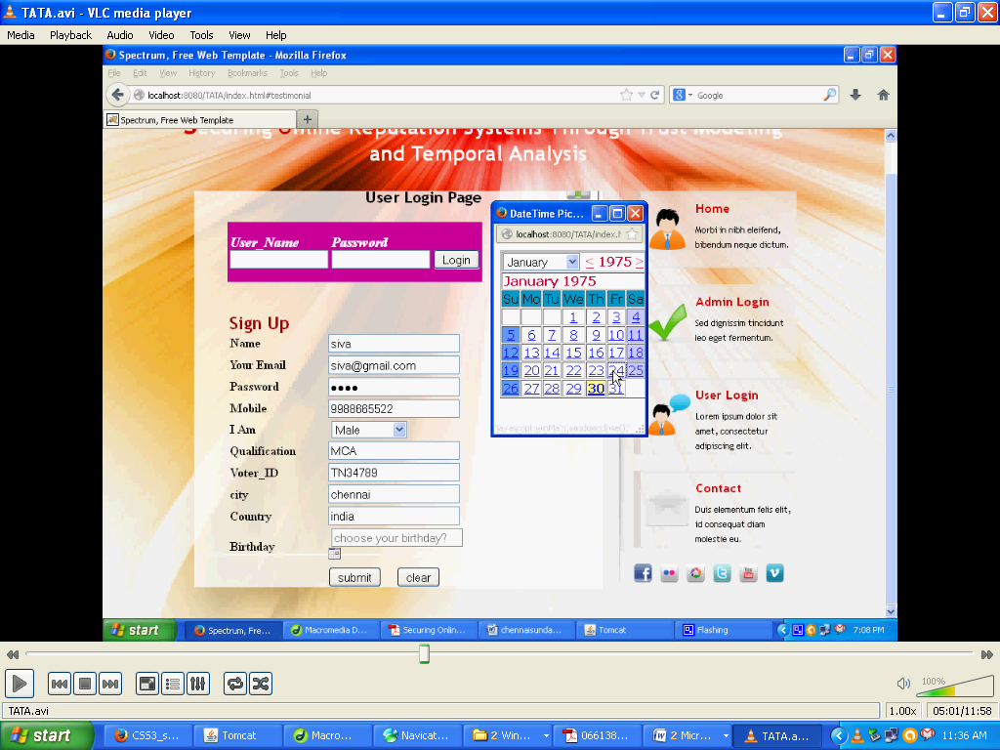 TATA.avi - VLC media player
Media Playback Audio Video Tools View Help
Spectrum, Free Web Template - Mozilla Firefox
File Edit View History Bookmarks Tools Help
localhost:8080/TATA/index.html#testimonial
Google
Spectrum, Free Web Template
Securing Online Reputation Systems Through Trust Modeling
and Temporal Analysis
User Login Page
User_Name Password
Login
Sign Up
Name siva
Your Email siva@gmail.com
Password ●●●●
Mobile 9988665522
I Am Male
Qualification MCA
Voter_ID TN34789
city chennai
Country india
Birthday choose your birthday?
submit clear
DateTime Pic...
localhost:8080/TATA/index.h
January < 1975 >
January 1975
Su Mo Tu We Th Fr Sa
1 2 3 4
5 6 7 8 9 10 11
12 13 14 15 16 17 18
19 20 21 22 23 24 25
26 27 28 29 30 31
Home
Morbi in nibh eleifend,
bibendum neque dictum.
Admin Login
Sed dignissim tincidunt
leo eget fermentum.
User Login
Lorem ipsum dolor sit
amet, consectetur
adipiscing elit.
Contact
Duis elementum felis elit,
id consequat diam
molestie eu.
start Spectrum, Fre... Macromedia D... Securing Onlin... chennaisunda... Tomcat Flashing 7:08 PM
100%
TATA.avi 1.00x 05:01/11:58
start CSS3_s... Tomcat Macro... Navicat... 2 Win... 066138... 2 Micr... TATA.a... 11:36 AM